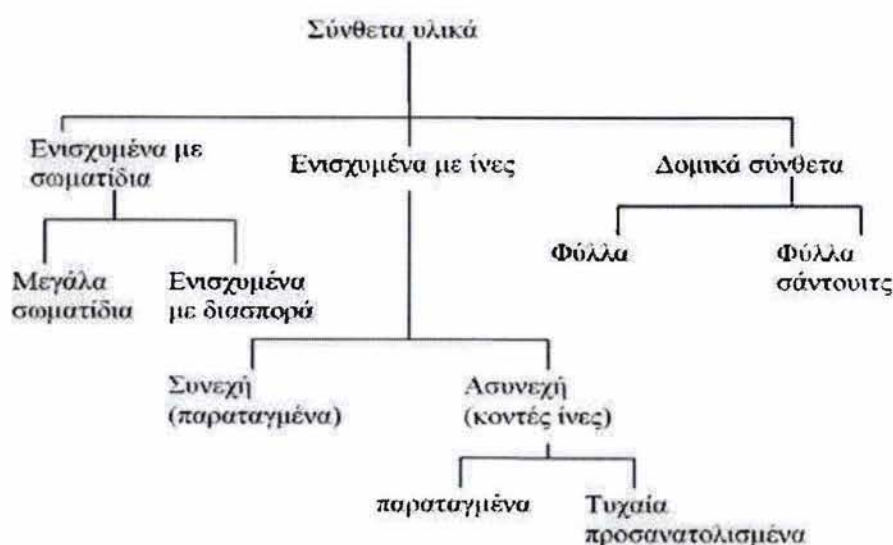 Σύνθετα υλικά
Ενισχυμένα με
σωματίδια
Ενισχυμένα με ίνες
Δομικά σύνθετα
Μεγάλα
σωματίδια
Ενισχυμένα
με διασπορά
Φύλλα
Φύλλα
σάντουιτς
Συνεχή
(παραταγμένα)
Ασυνεχή
(κοντές ίνες)
παραταγμένα
Τυχαία
προσανατολισμένα